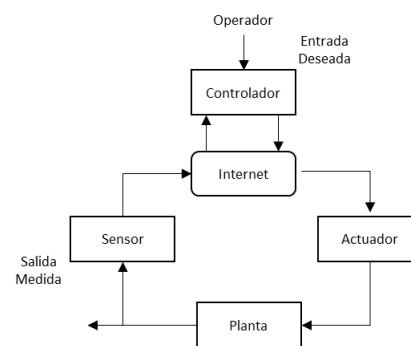 Operador
Entrada
Deseada
Controlador
Internet
Sensor
Actuador
Salida
Medida
Planta